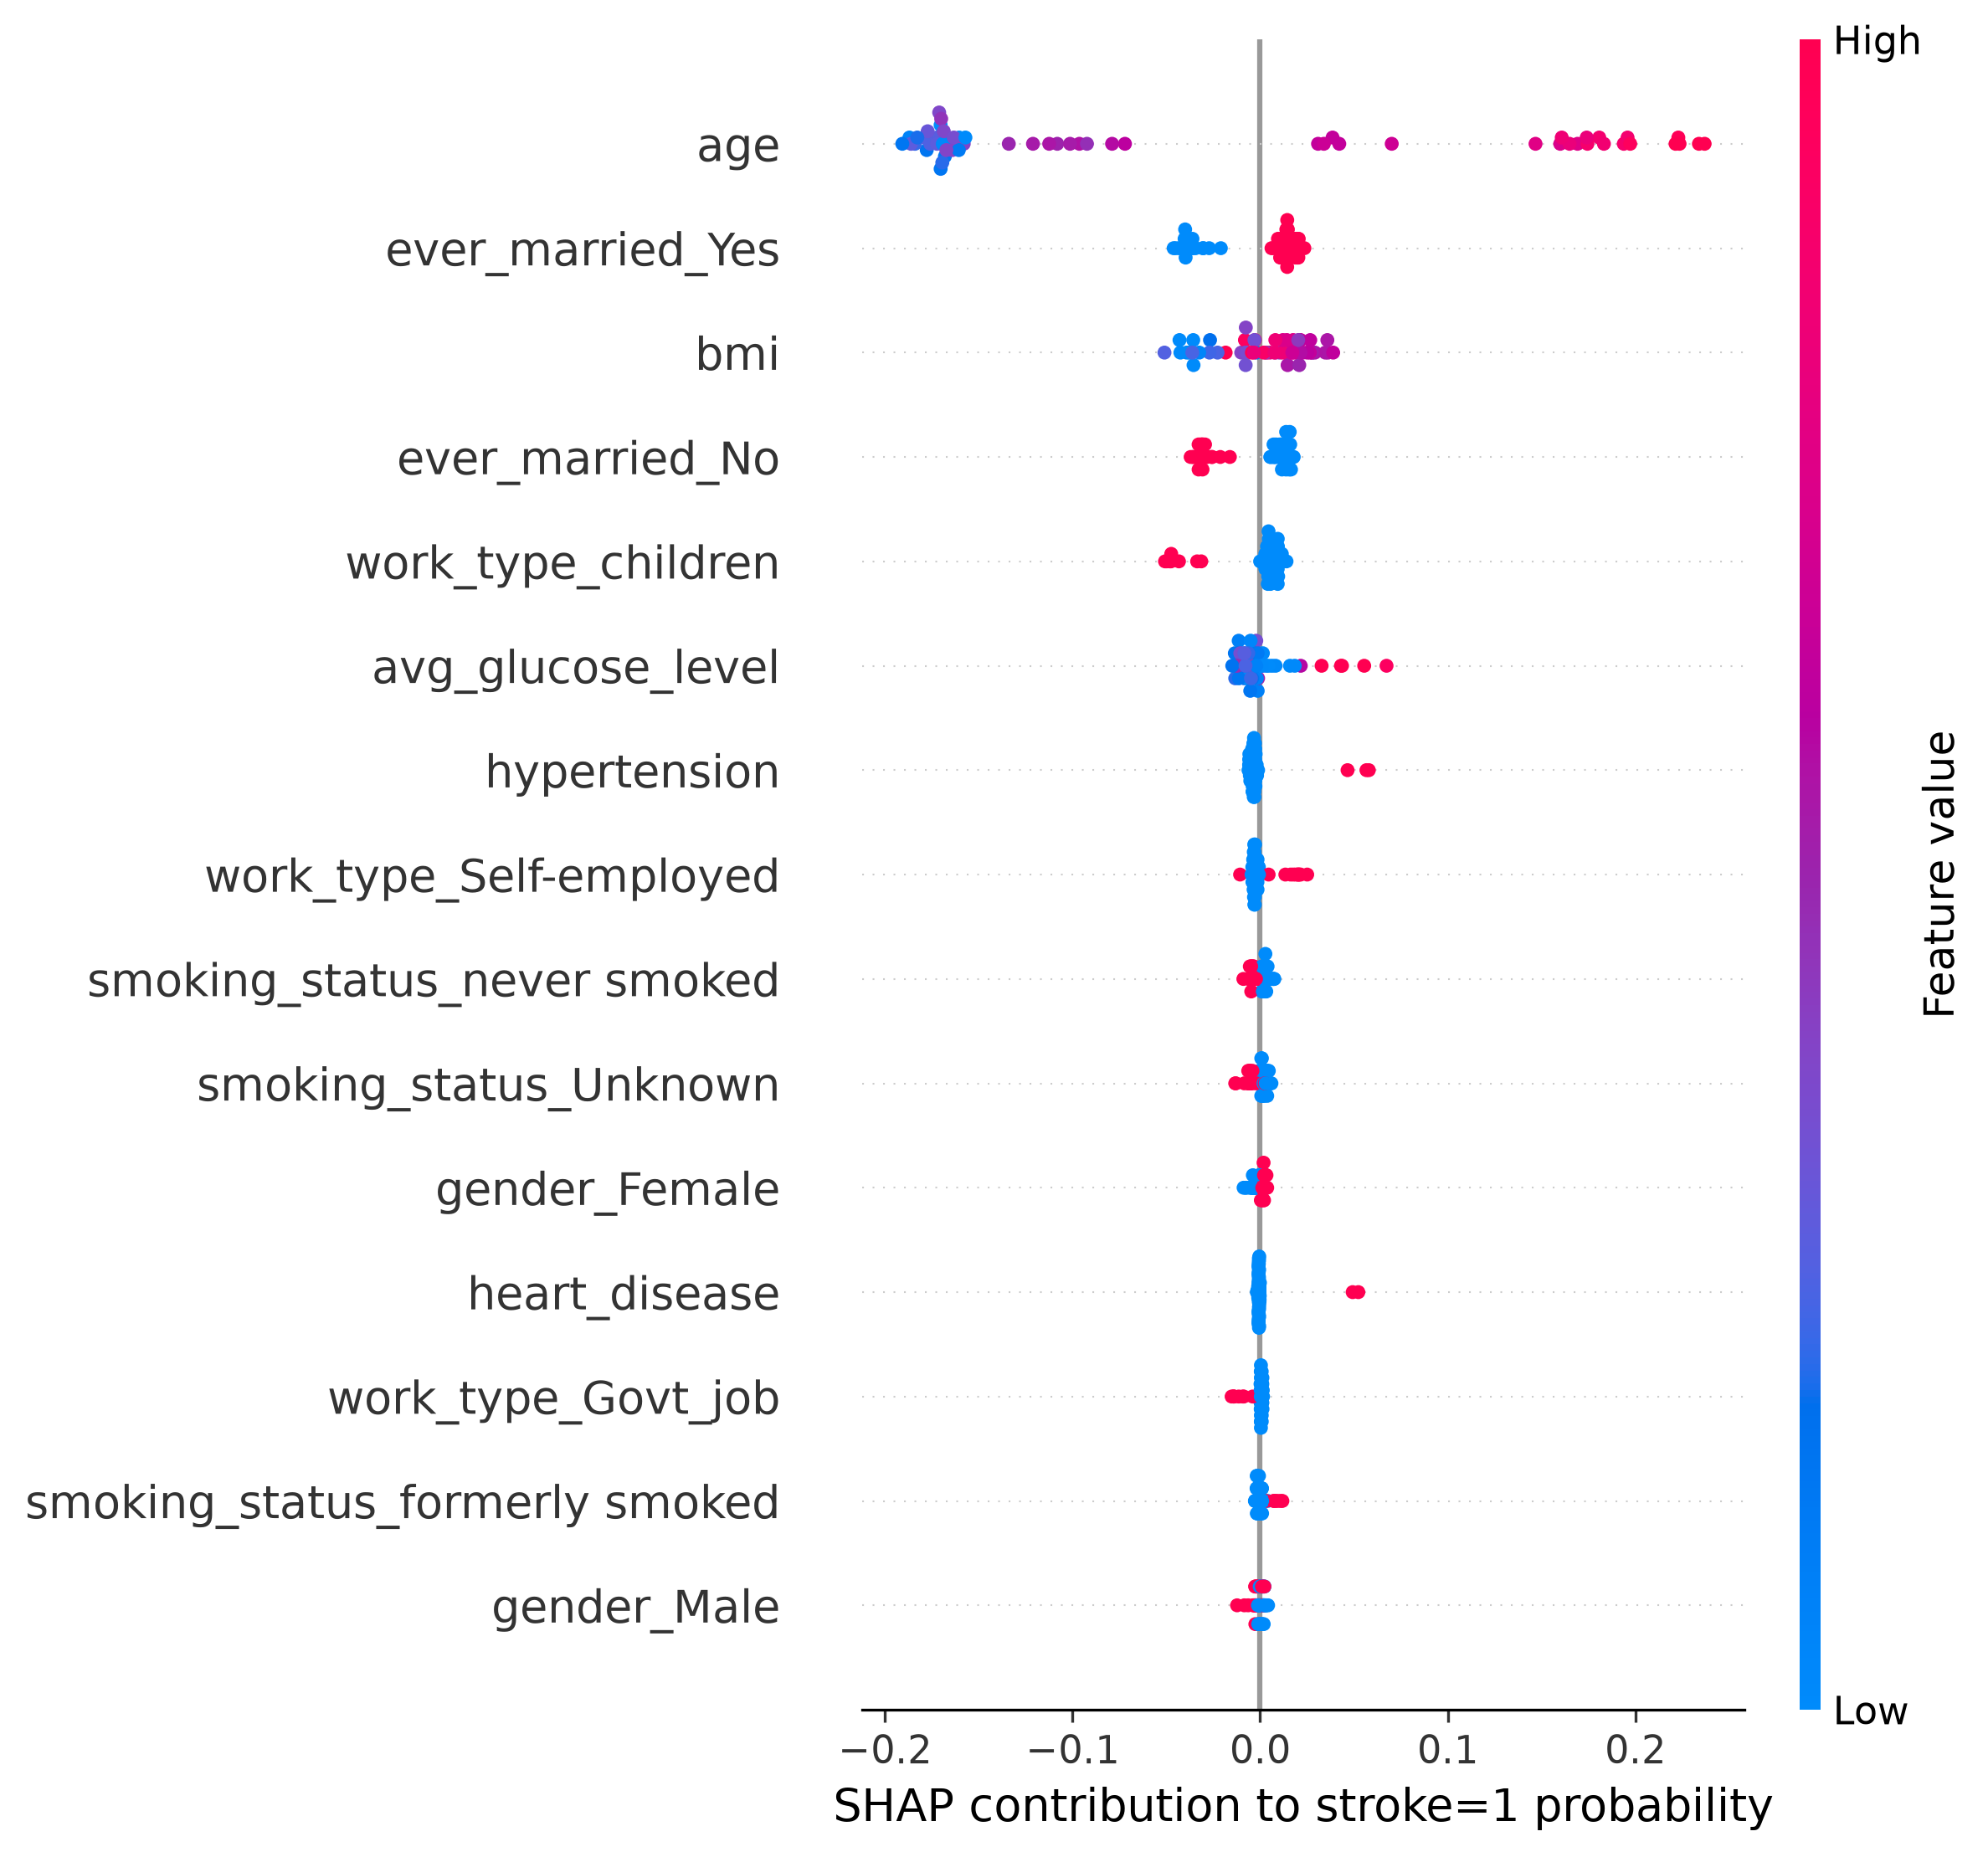 High
age
ever_married_Yes
bmi
ever_married_No
work_type_children
avg_glucose_level
hypertension
work_type_Self-employed
smoking_status_never smoked
smoking_status_Unknown
gender_Female
heart_disease
work_type_Govt_job
smoking_status_formerly smoked
gender_Male
Feature value
Low
−0.2 −0.1 0.0 0.1 0.2
SHAP contribution to stroke=1 probability